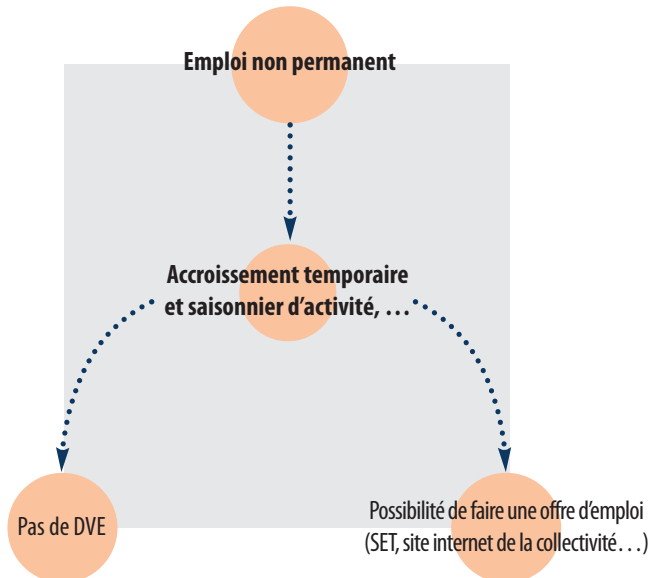 Emploi non permanent
Accroissement temporaire
et saisonnier d’activité, …
Pas de DVE
Possibilité de faire une offre d’emploi
(SET, site internet de la collectivité…)